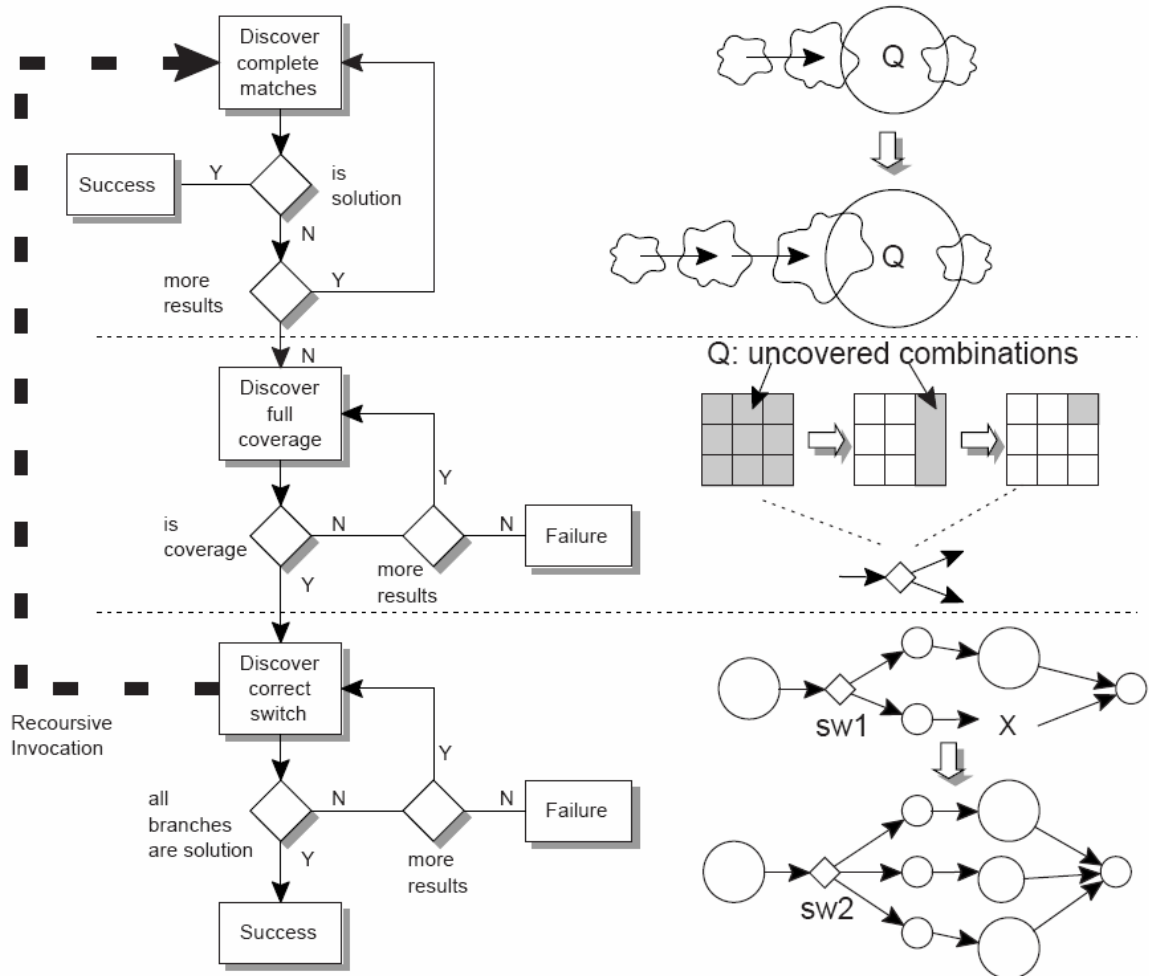 Discover
complete
matches
Q
Success
Y
is
solution
N
more
results
Y
Q
N
Q: uncovered combinations
Discover
full
coverage
Y
is
coverage
N
N
Failure
more
results
Y
Discover
correct
switch
Recoursive
Invocation
sw1
X
Y
all
branches
are solution
N
N
Failure
more
results
Y
sw2
Success